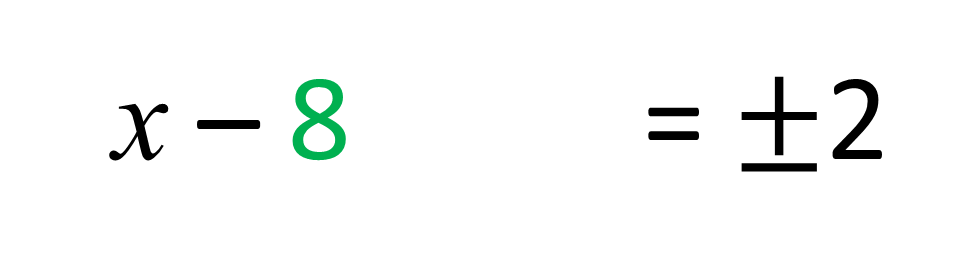 x − 8 = ±2